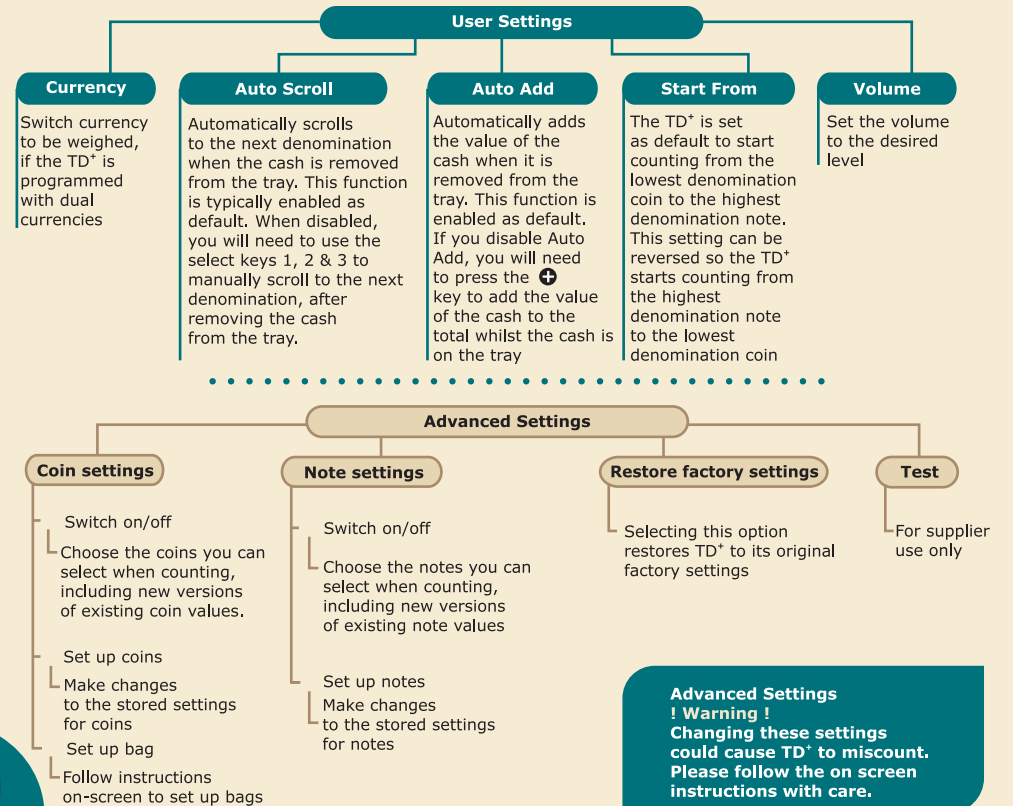 User Settings
Currency
Switch currency
to be weighed,
if the TD⁺ is
programmed
with dual
currencies
Auto Scroll
Automatically scrolls
to the next denomination
when the cash is removed
from the tray. This function
is typically enabled as
default. When disabled,
you will need to use the
select keys 1, 2 & 3 to
manually scroll to the next
denomination, after
removing the cash
from the tray.
Auto Add
Automatically adds
the value of the
cash when it is
removed from the
tray. This function is
enabled as default.
If you disable Auto
Add, you will need
to press the ➕
key to add the value
of the cash to the
total whilst the cash is
on the tray
Start From
The TD⁺ is set
as default to start
counting from the
lowest denomination
coin to the highest
denomination note.
This setting can be
reversed so the TD⁺
starts counting from
the highest
denomination note
to the lowest
denomination coin
Volume
Set the volume
to the desired
level
Advanced Settings
Coin settings
Switch on/off
Choose the coins you can
select when counting,
including new versions
of existing coin values.
Set up coins
Make changes
to the stored settings
for coins
Set up bag
Follow instructions
on-screen to set up bags
Note settings
Switch on/off
Choose the notes you can
select when counting,
including new versions
of existing note values
Set up notes
Make changes
to the stored settings
for notes
Restore factory settings
Selecting this option
restores TD⁺ to its original
factory settings
Test
For supplier
use only
Advanced Settings
! Warning !
Changing these settings
could cause TD⁺ to miscount.
Please follow the on screen
instructions with care.